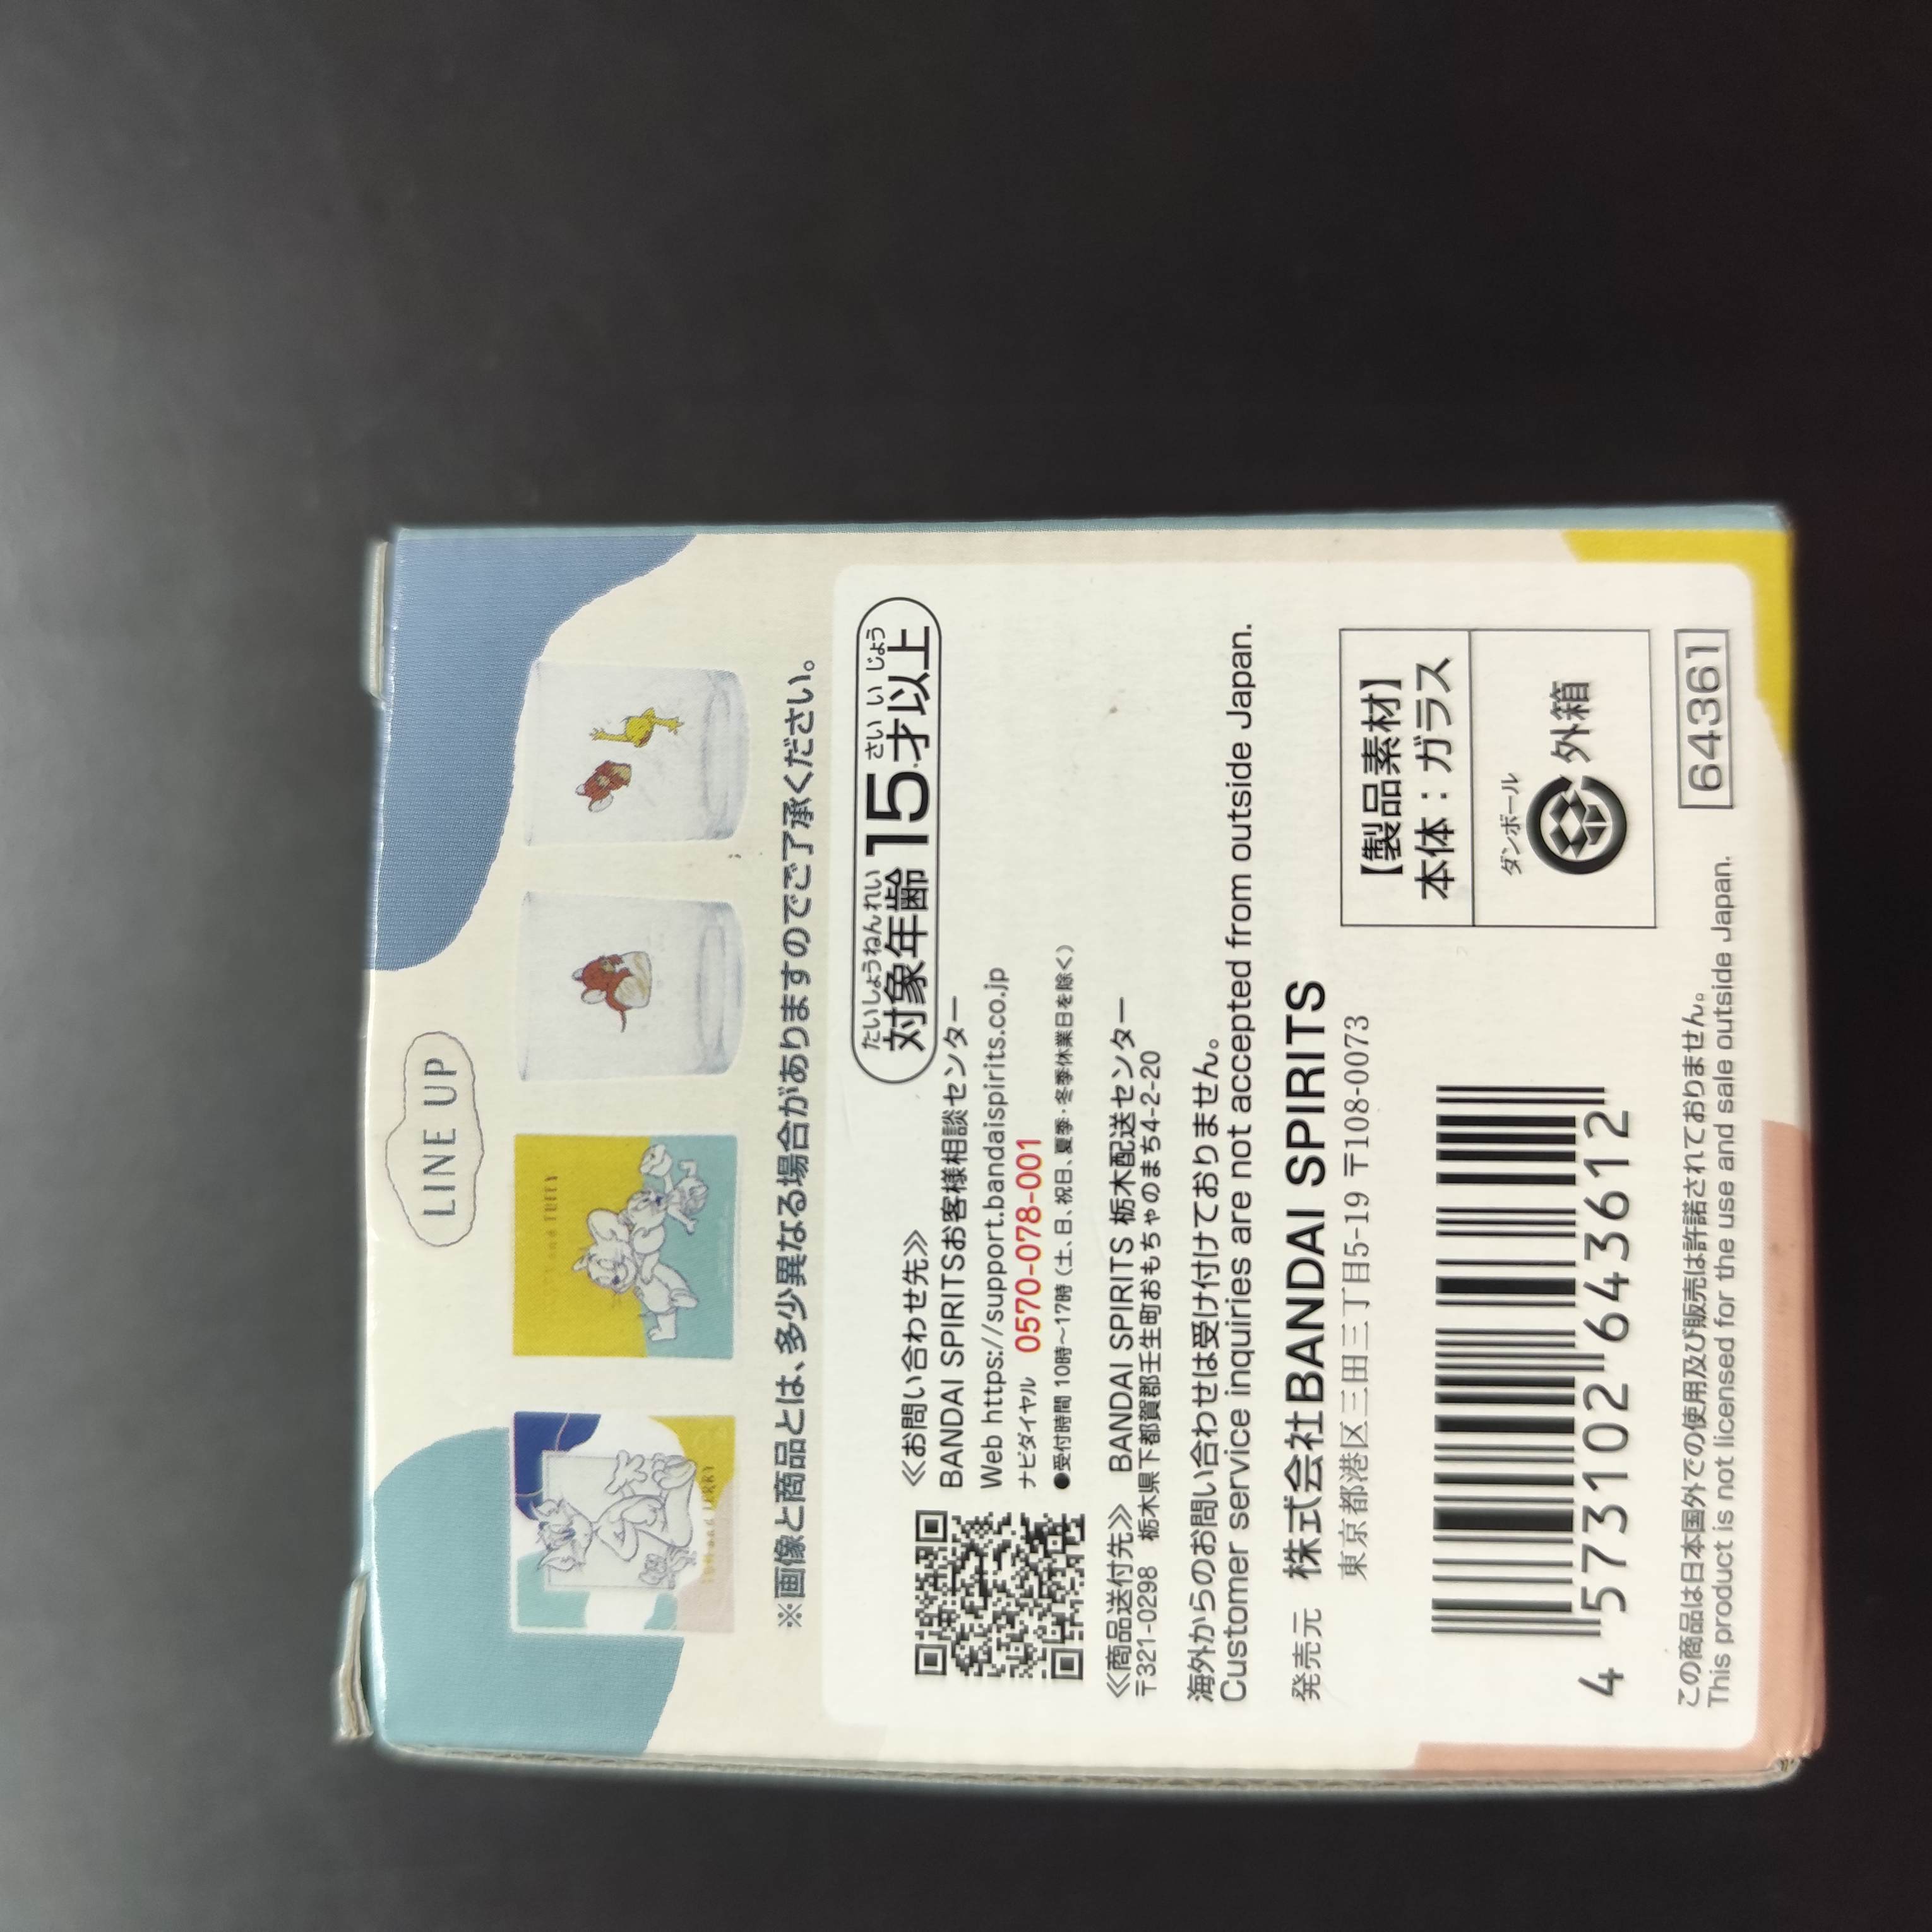 LINE UP
TUFFY
JERRY
※画像と商品とは、多少異なる場合がありますのでご了承ください。
たいしょうねんれい さい い じょう
対象年齢15才以上
≪お問い合わせ先≫
BANDAI SPIRITSお客様相談センター
Web https://support.bandaispirits.co.jp
ナビダイヤル 0570-078-001
●受付時間 10時～17時（土、日、祝日、夏季・冬季休業日を除く）
≪商品送付先≫ BANDAI SPIRITS 栃木配送センター
〒321-0298 栃木県下都賀郡壬生町おもちゃのまち4-2-20
海外からのお問い合わせは受け付けておりません。
Customer service inquiries are not accepted from outside Japan.
発売元 株式会社BANDAI SPIRITS
東京都港区三田三丁目5-19 〒108-0073
【製品素材】
本体：ガラス
ダンボール
外箱
4 573102 643612
64361
この商品は日本国外での使用及び販売は許諾されておりません。
This product is not licensed for the use and sale outside Japan.